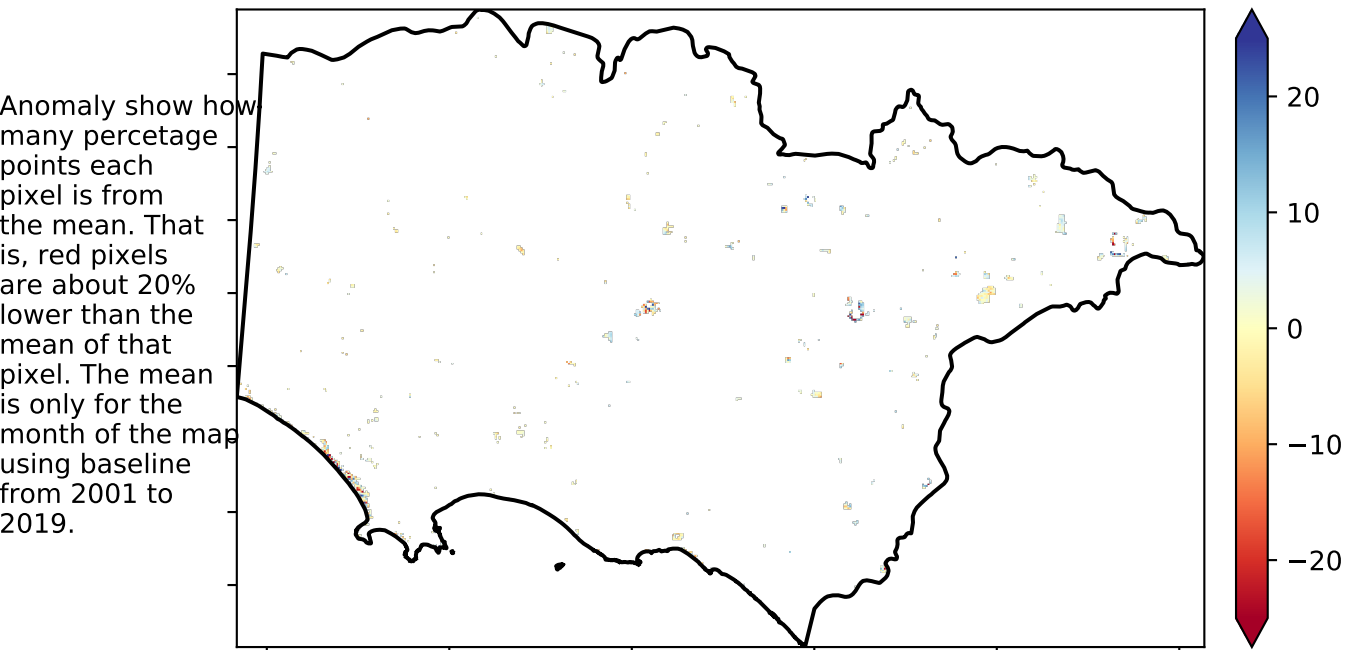 Anomaly show how
many percetage
points each
pixel is from
the mean. That
is, red pixels
are about 20%
lower than the
mean of that
pixel. The mean
is only for the
month of the map
using baseline
from 2001 to
2019.
20
10
0
−10
−20